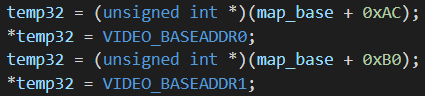 temp32 = (unsigned int *)(map_base + 0xAC);
*temp32 = VIDEO_BASEADDR0;
temp32 = (unsigned int *)(map_base + 0xB0);
*temp32 = VIDEO_BASEADDR1;